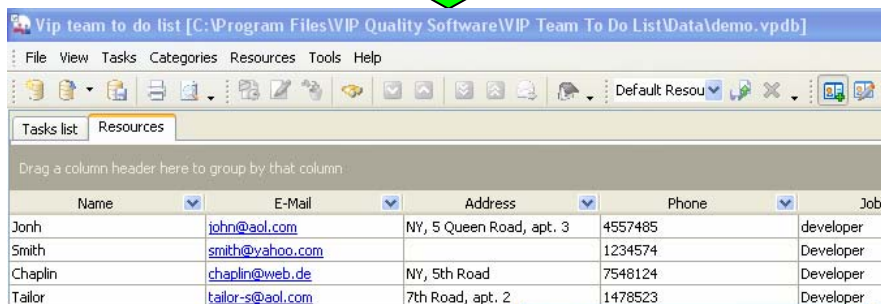 Vip team to do list [C:\Program Files\VIP Quality Software\VIP Team To Do List\Data\demo.vpdb]
File View Tasks Categories Resources Tools Help
Default Resou
Tasks list Resources
Drag a column header here to group by that column
Name E-Mail Address Phone Job
Jonh john@aol.com NY, 5 Queen Road, apt. 3 4557485 developer
Smith smith@yahoo.com 1234574 Developer
Chaplin chaplin@web.de NY, 5th Road 7548124 Developer
Tailor tailor-s@aol.com 7th Road, apt. 2 1478523 Developer